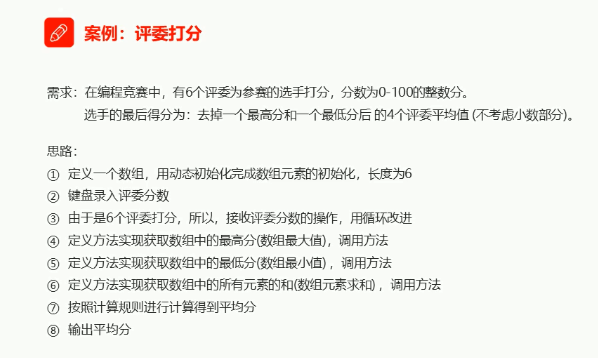 案例：评委打分
需求：在编程竞赛中，有6个评委为参赛的选手打分，分数为0-100的整数分。
选手的最后得分为：去掉一个最高分和一个最低分后 的4个评委平均值 (不考虑小数部分)。
思路：
① 定义一个数组，用动态初始化完成数组元素的初始化，长度为6
② 键盘录入评委分数
③ 由于是6个评委打分，所以，接收评委分数的操作，用循环改进
④ 定义方法实现获取数组中的最高分(数组最大值)，调用方法
⑤ 定义方法实现获取数组中的最低分(数组最小值) ，调用方法
⑥ 定义方法实现获取数组中的所有元素的和(数组元素求和) ，调用方法
⑦ 按照计算规则进行计算得到平均分
⑧ 输出平均分